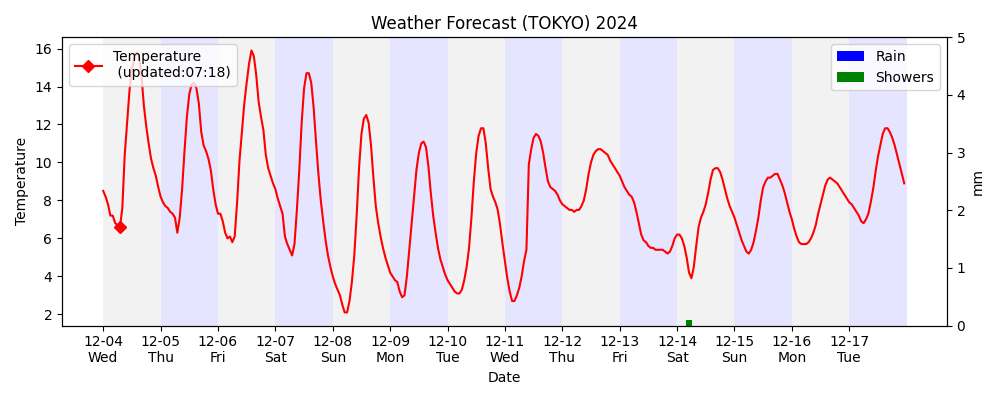 Weather Forecast (TOKYO) 2024
Temperature
(updated:07:18)
Rain
Showers
Temperature
16
14
12
10
8
6
4
2
5
4
3
2
1
0
mm
12-04 12-05 12-06 12-07 12-08 12-09 12-10 12-11 12-12 12-13 12-14 12-15 12-16 12-17
Wed Thu Fri Sat Sun Mon Tue Wed Thu Fri Sat Sun Mon Tue
Date